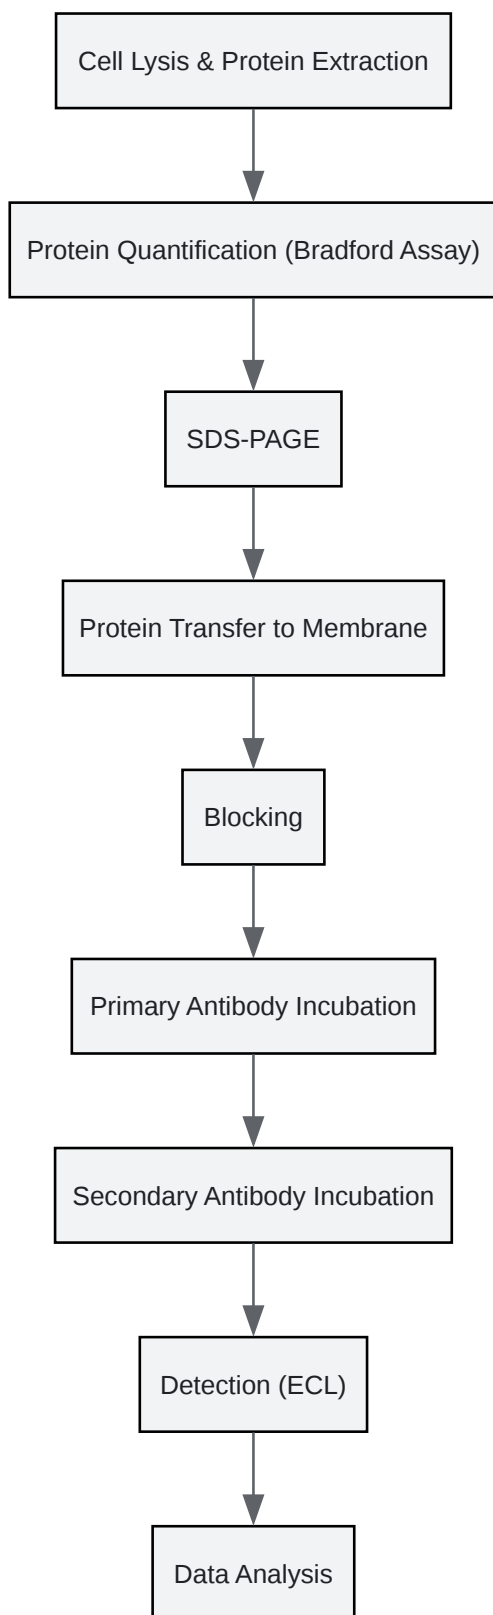 Cell Lysis & Protein Extraction
Protein Quantification (Bradford Assay)
SDS-PAGE
Protein Transfer to Membrane
Blocking
Primary Antibody Incubation
Secondary Antibody Incubation
Detection (ECL)
Data Analysis